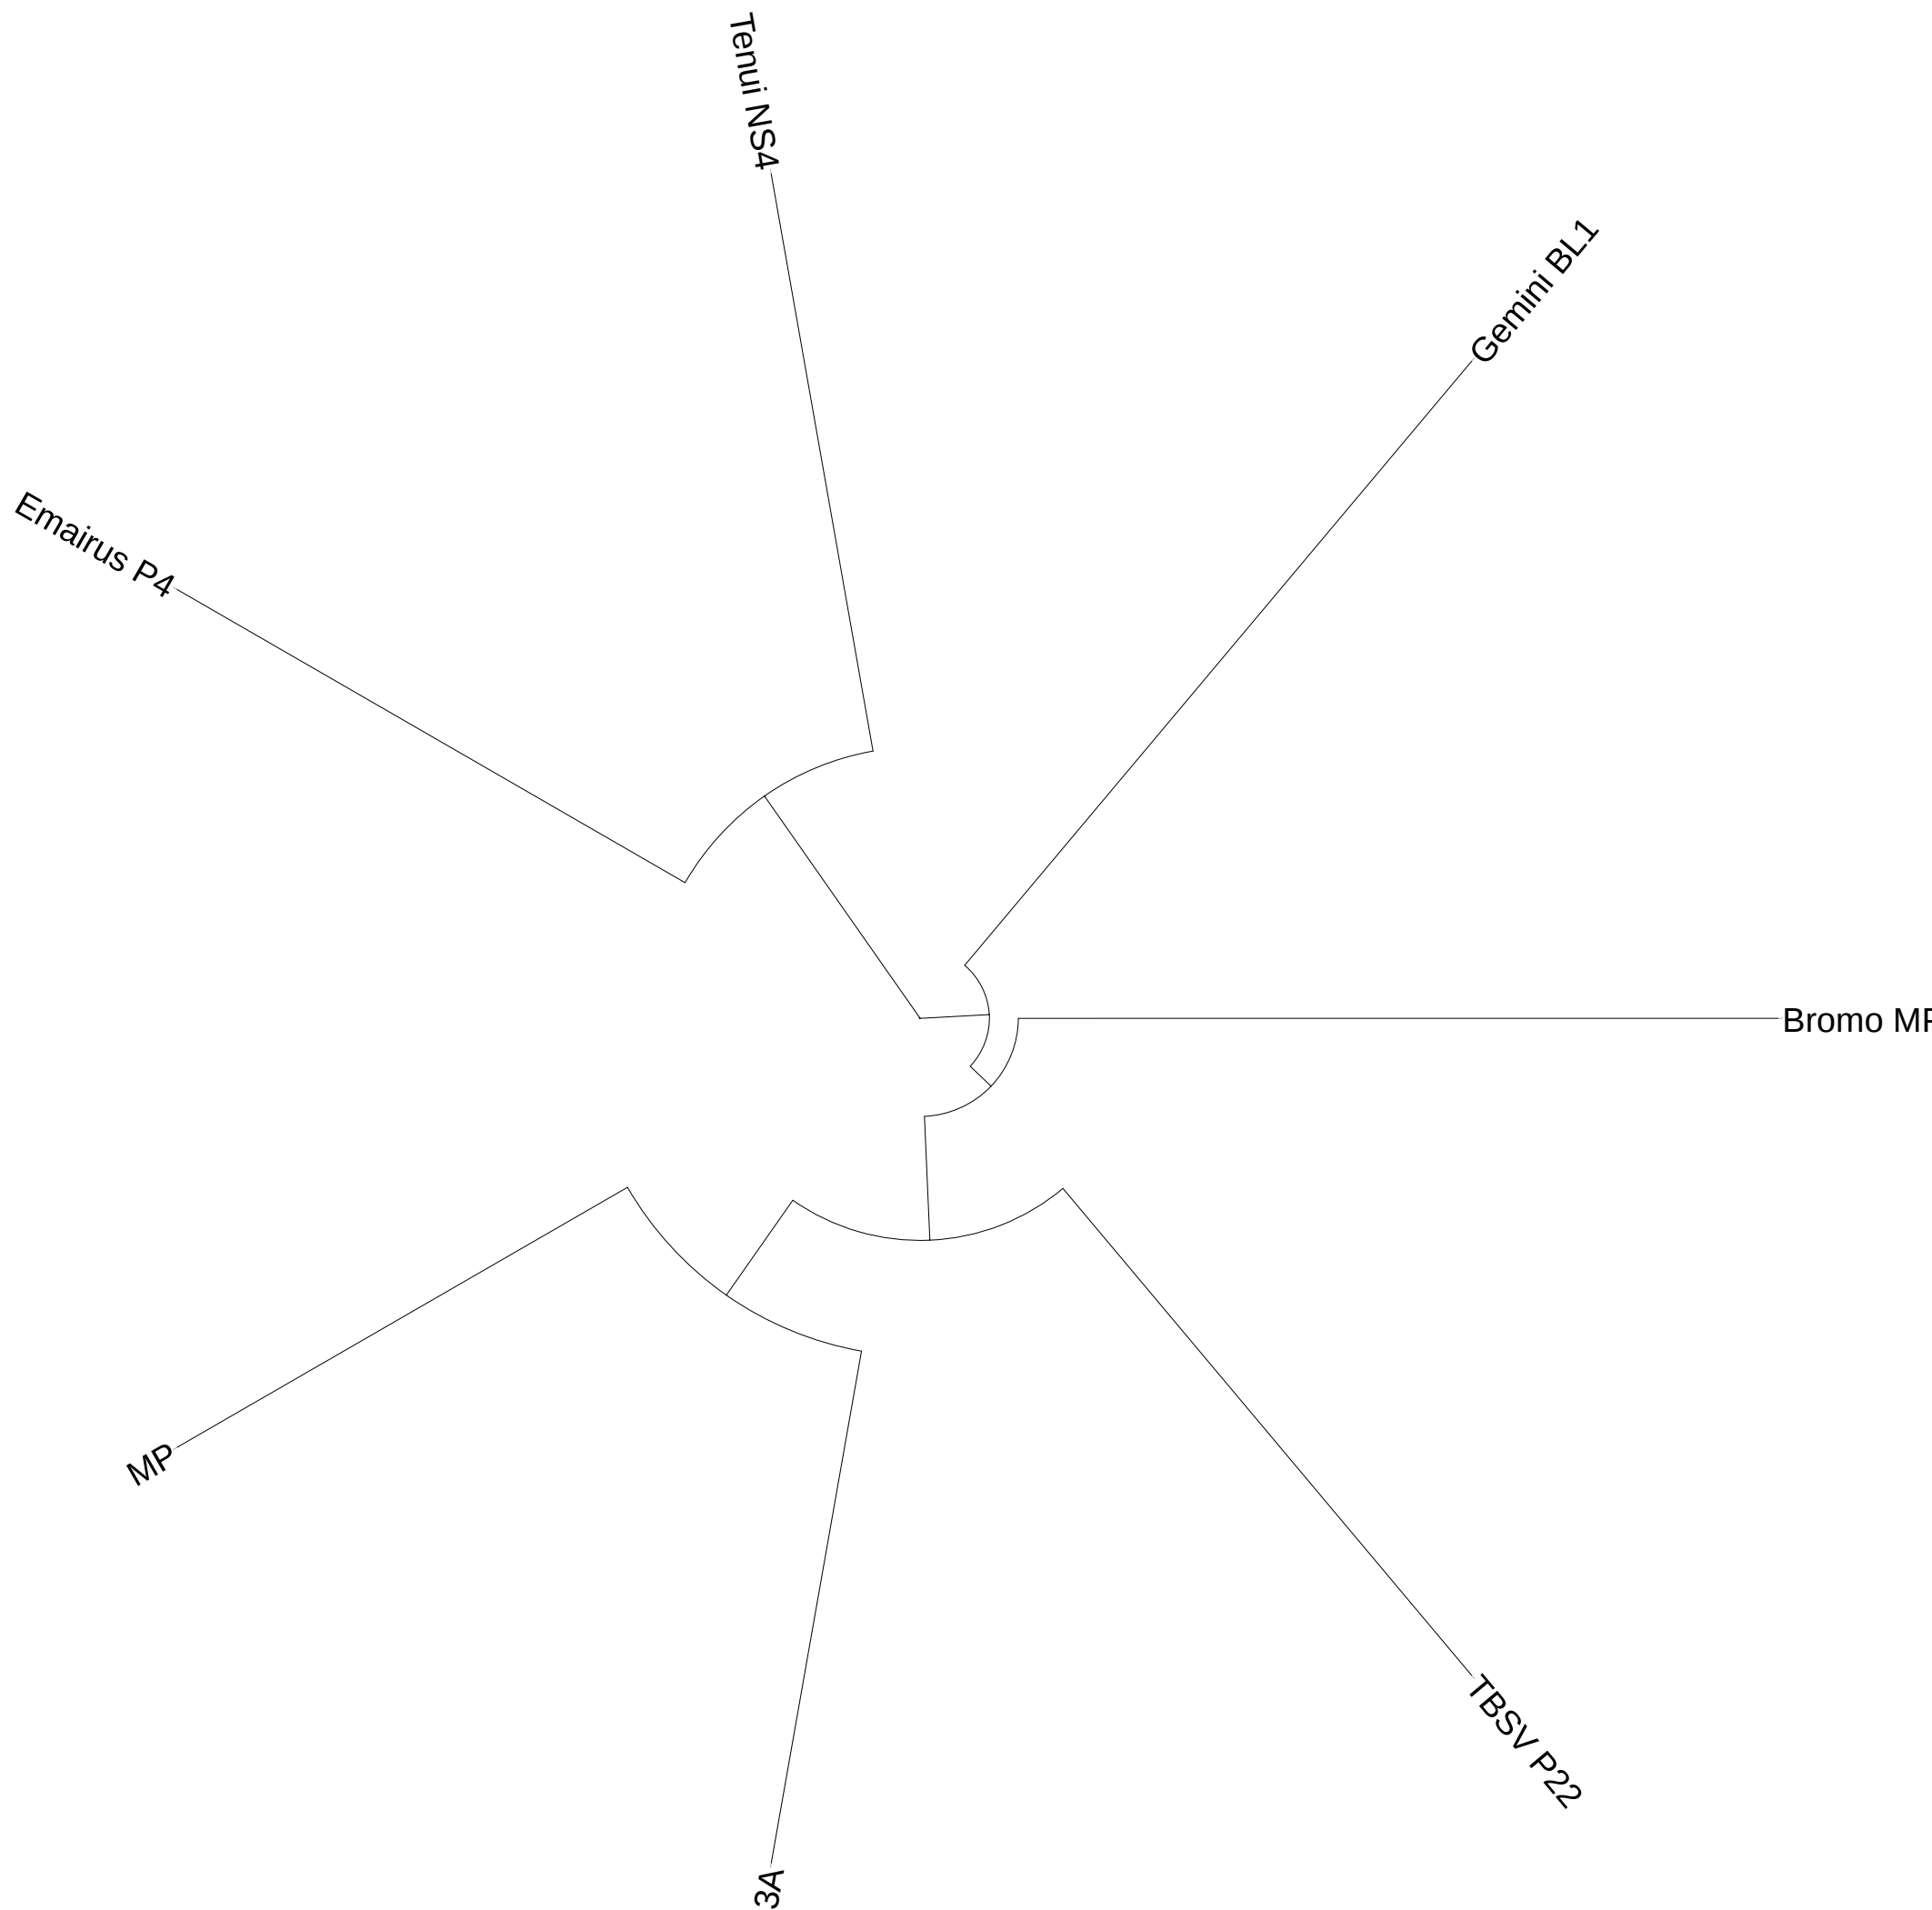 Tenui NS4
Gemini BL1
Emairus P4
Bromo MP
MP
TBSV P22
3A